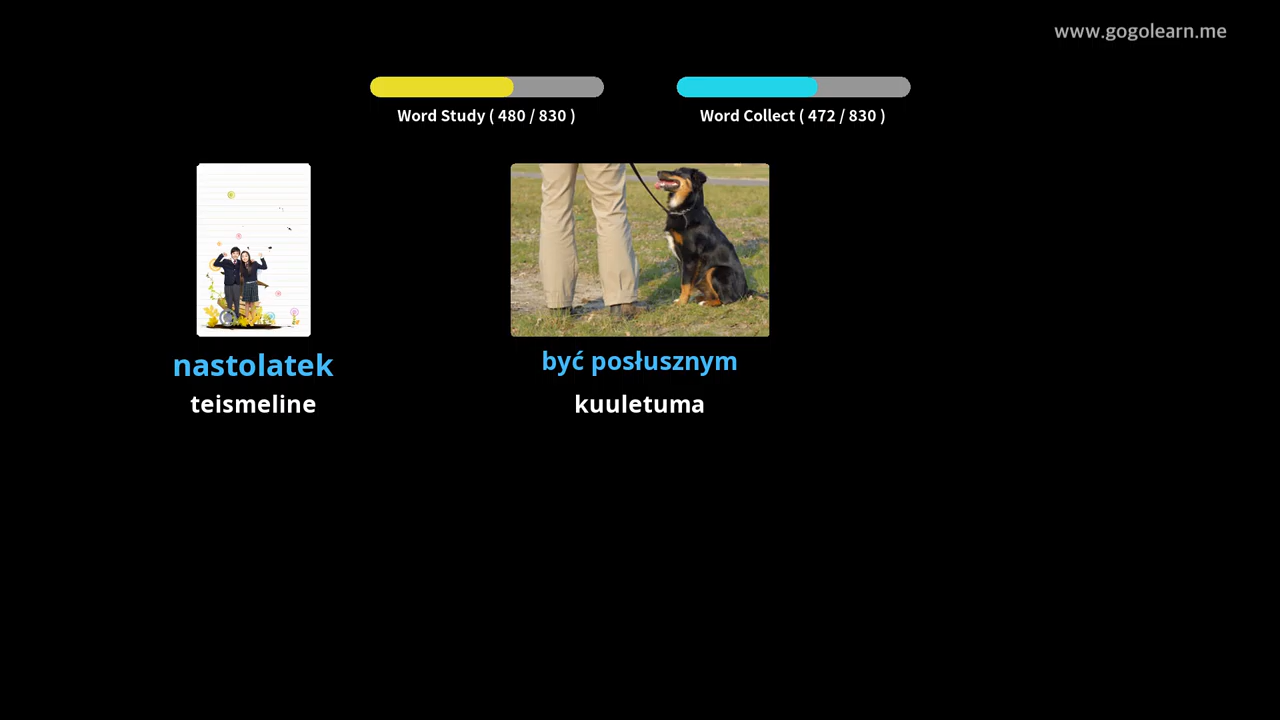 www.gogolearn.me
Word Study ( 480 / 830 )
Word Collect ( 472 / 830 )
nastolatek
teismeline
być posłusznym
kuuletuma